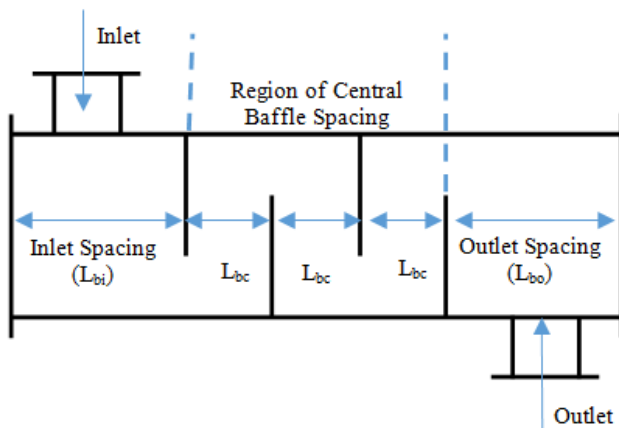 Inlet
Region of Central
Baffle Spacing
Inlet Spacing
(Lbi)
Lbc
Lbc
Lbc
Outlet Spacing
(Lbo)
Outlet